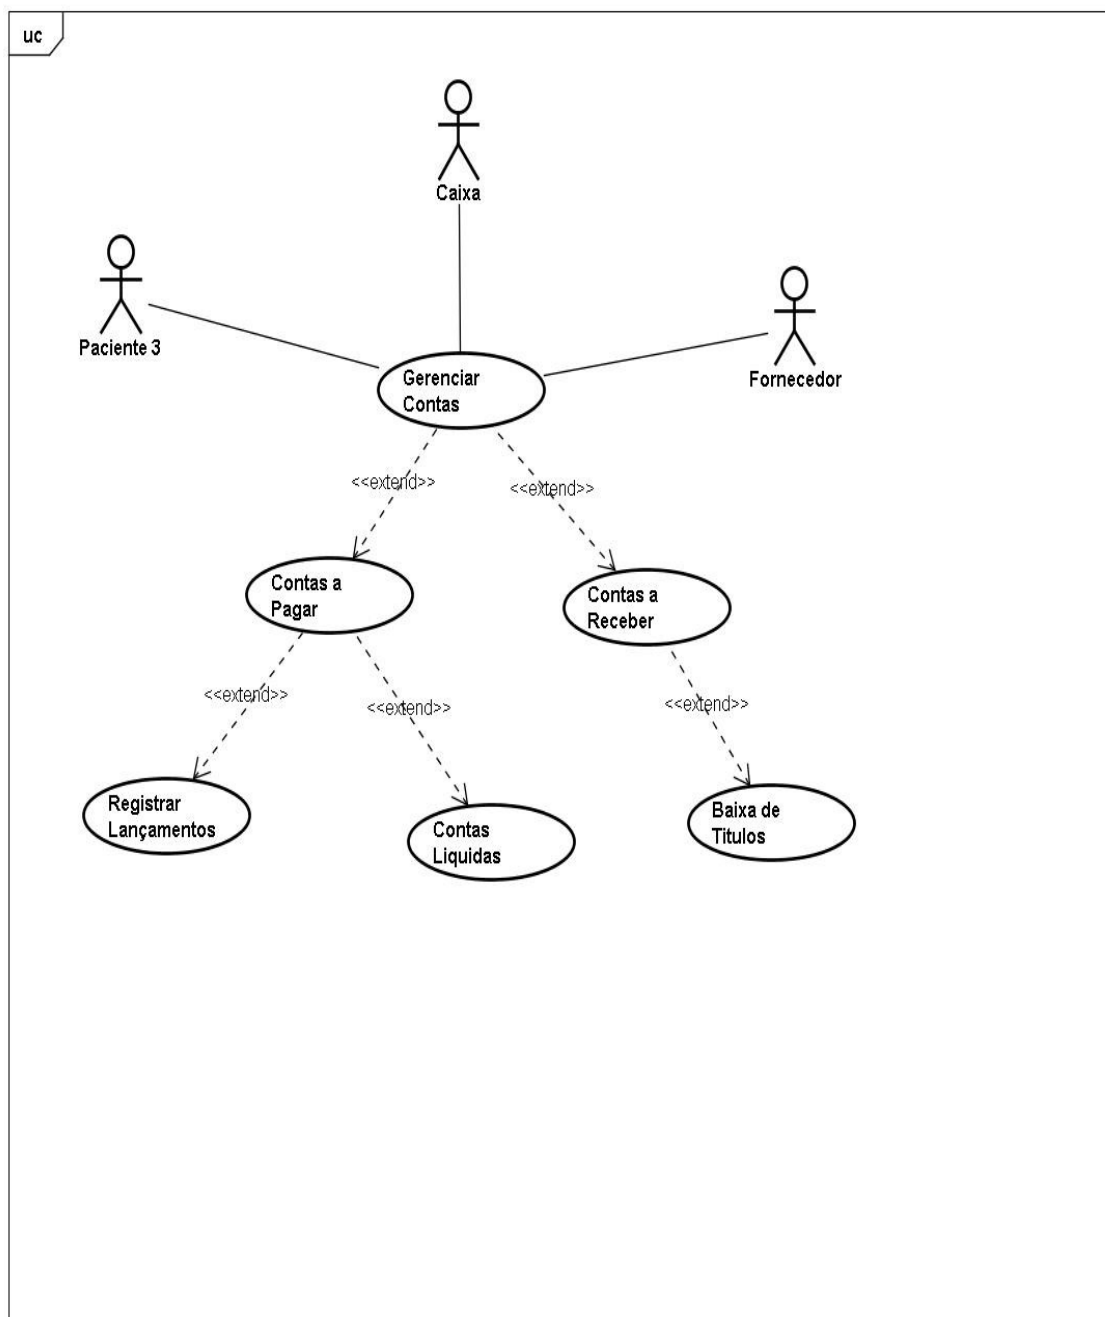 uc
Caixa
Paciente 3
Fornecedor
Gerenciar
Contas
<<extend>>
<<extend>>
Contas a
Pagar
Contas a
Receber
<<extend>>
<<extend>>
<<extend>>
Registrar
Lançamentos
Contas
Liquidas
Baixa de
Titulos